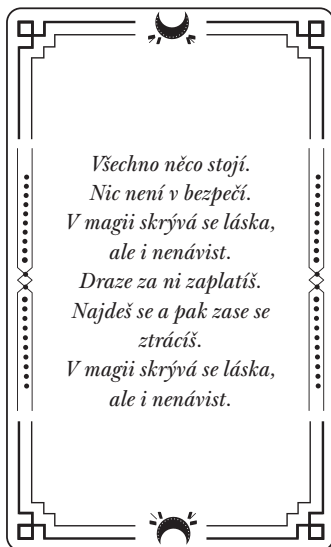 Všechno něco stojí.
Nic není v bezpečí.
V magii skrývá se láska,
ale i nenávist.
Draze za ni zaplatíš.
Najdeš se a pak zase se
ztrácíš.
V magii skrývá se láska,
ale i nenávist.